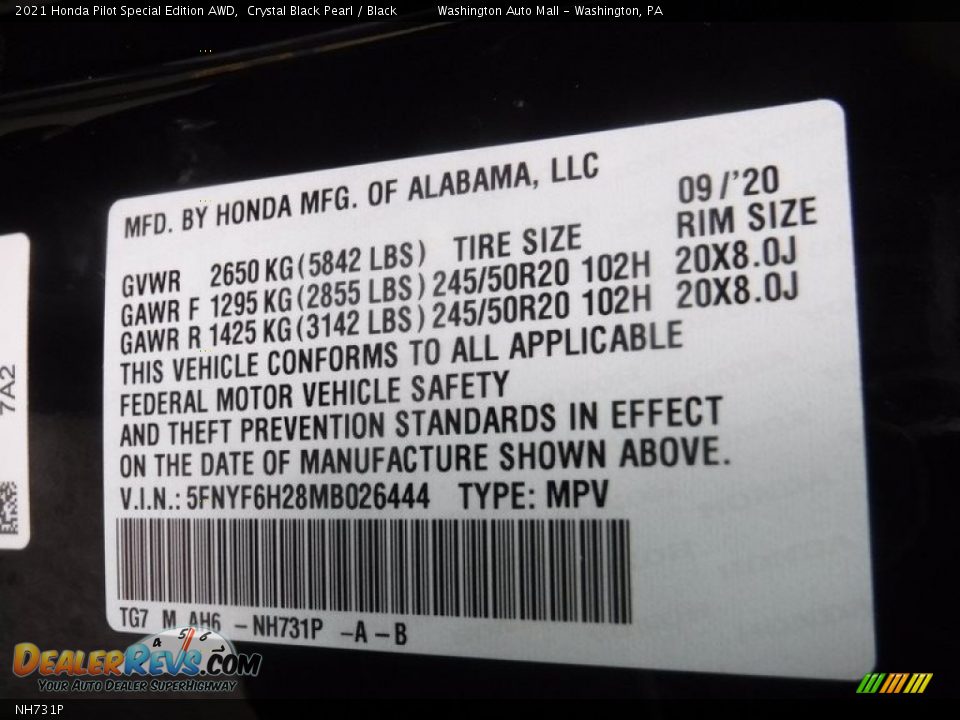 2021 Honda Pilot Special Edition AWD, Crystal Black Pearl / Black Washington Auto Mall - Washington, PA
MFD. BY HONDA MFG. OF ALABAMA, LLC 09/'20
GVWR 2650 KG (5842 LBS) TIRE SIZE RIM SIZE
GAWR F 1295 KG (2855 LBS) 245/50R20 102H 20X8.0J
GAWR R 1425 KG (3142 LBS) 245/50R20 102H 20X8.0J
THIS VEHICLE CONFORMS TO ALL APPLICABLE
FEDERAL MOTOR VEHICLE SAFETY
AND THEFT PREVENTION STANDARDS IN EFFECT
ON THE DATE OF MANUFACTURE SHOWN ABOVE.
V.I.N.: 5FNYF6H28MB026444 TYPE: MPV
TG7 M AH6 -NH731P -A-B
7A2
4 5 6
DEALERREVS.COM
YOUR AUTO DEALER SUPERHIGHWAY
NH731P